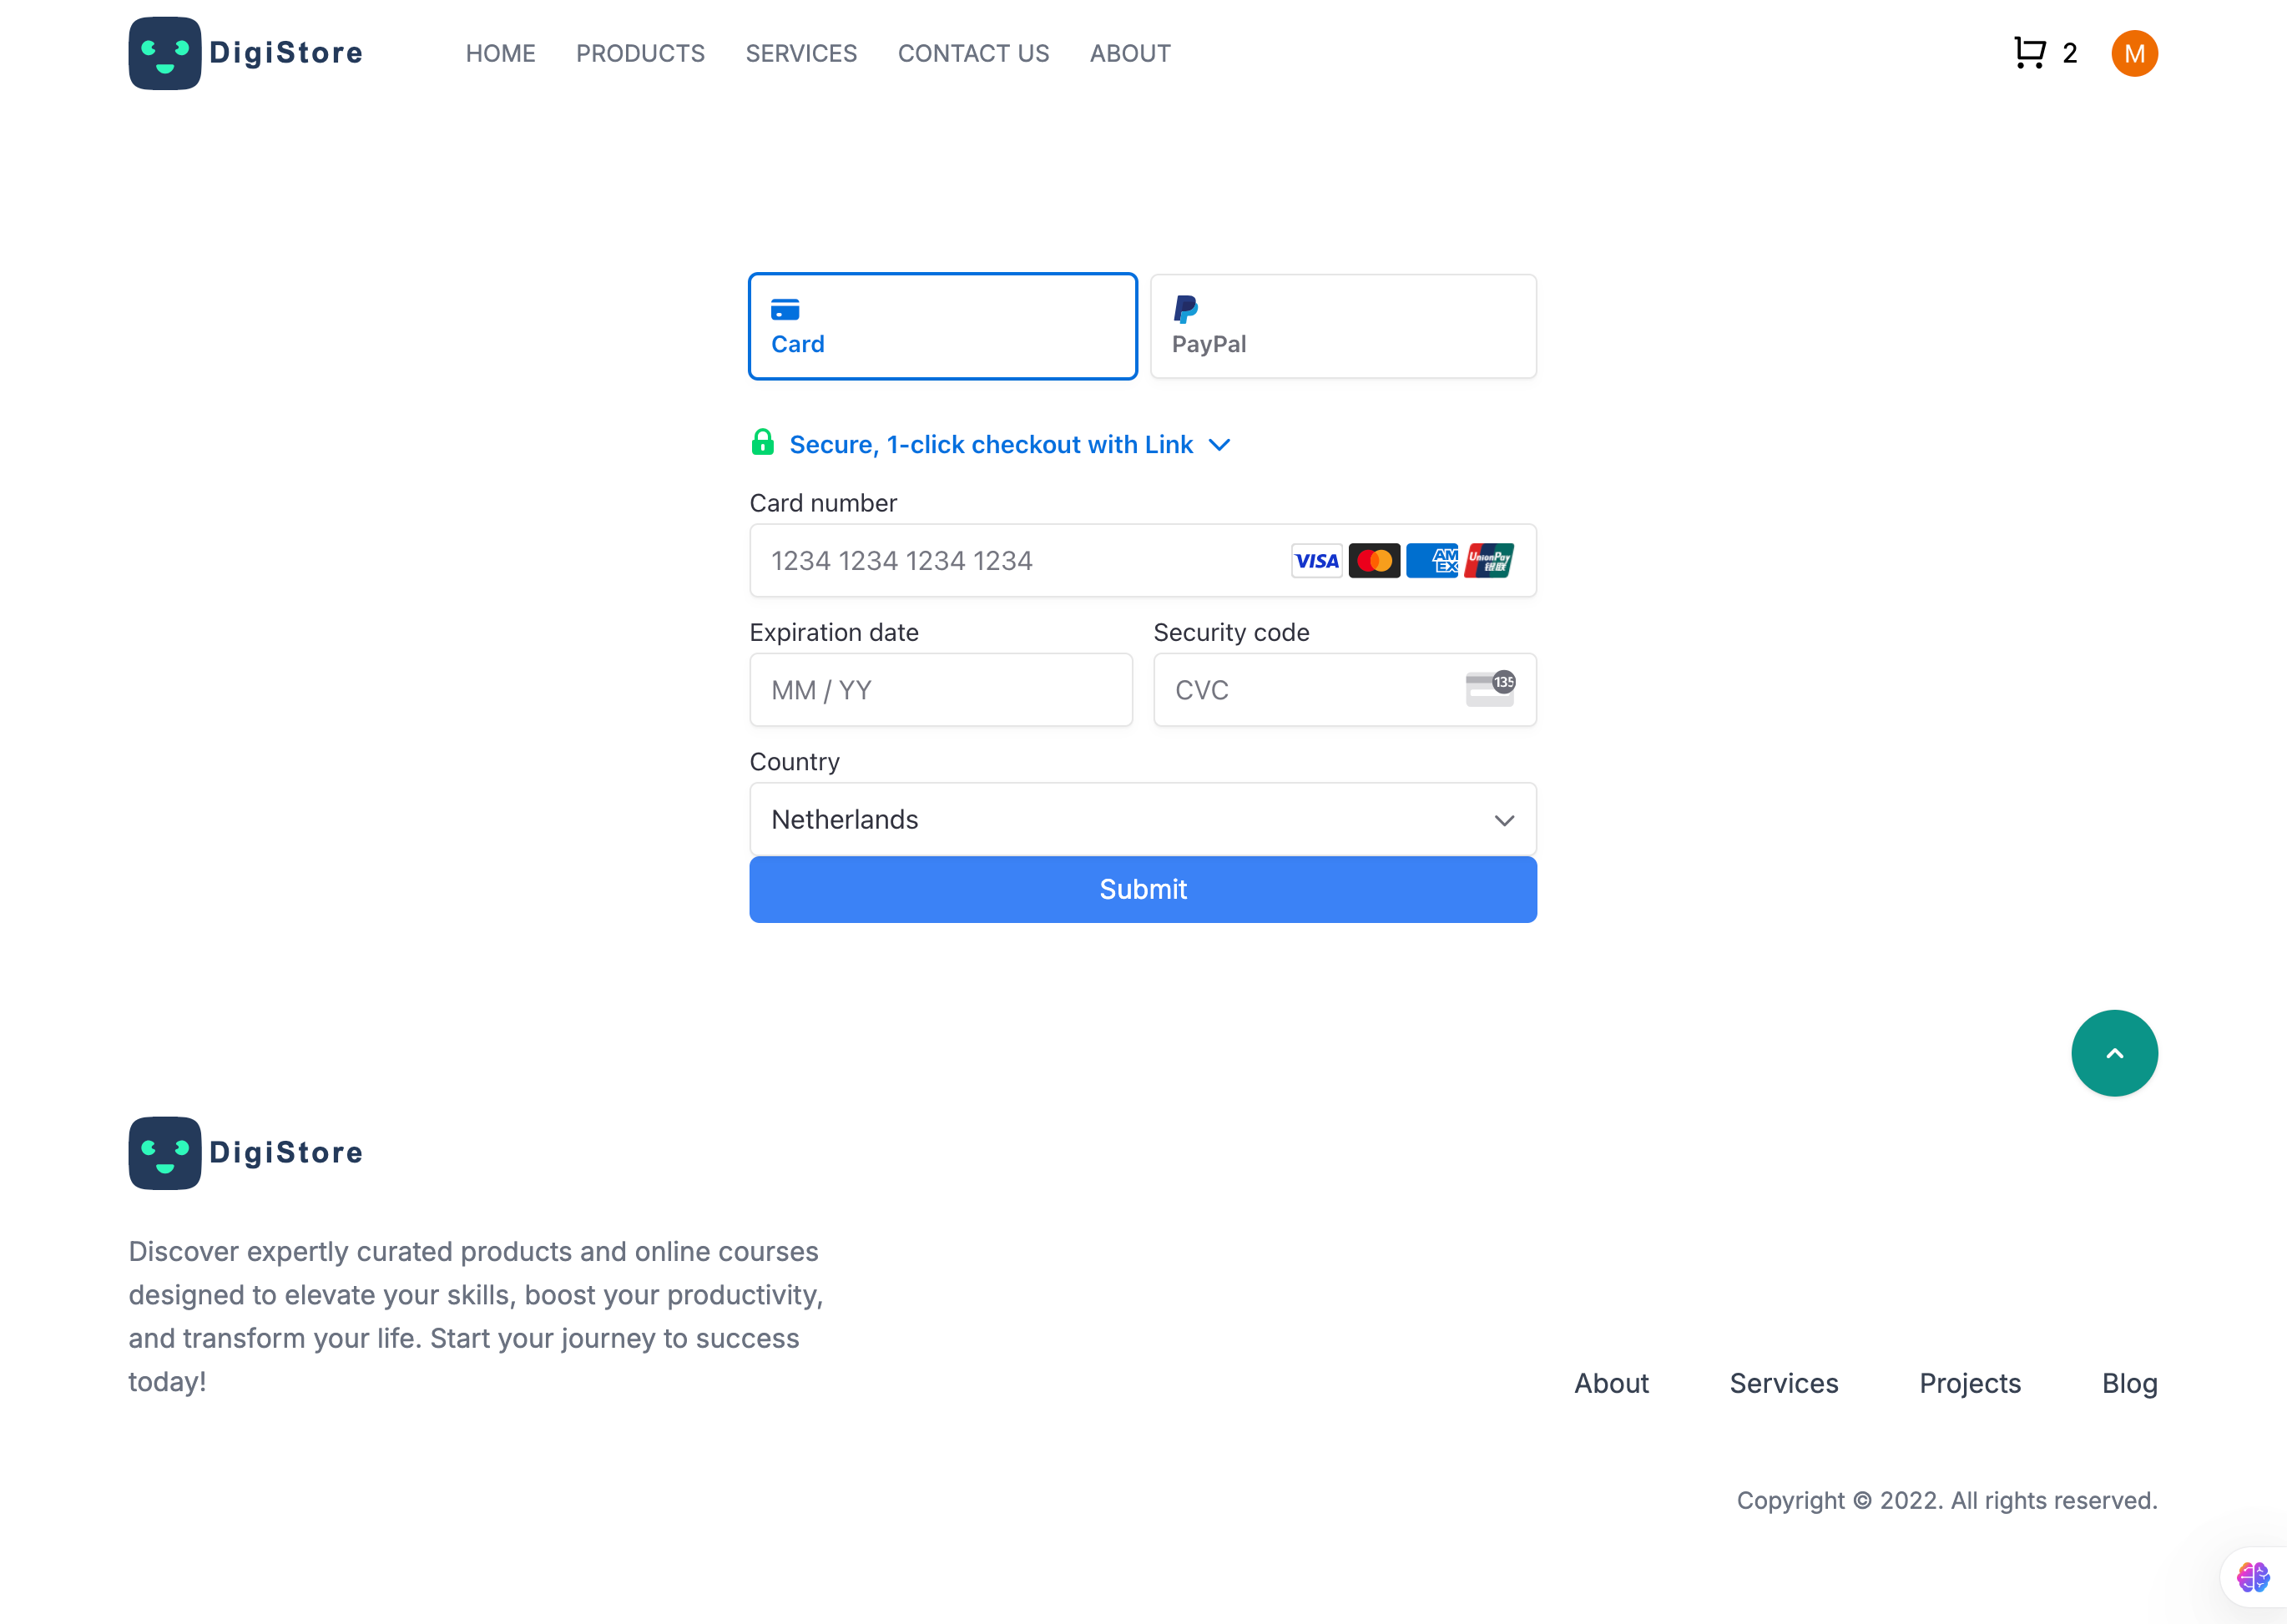 DigiStore
HOME PRODUCTS SERVICES CONTACT US ABOUT
2 M
Card
PayPal
Secure, 1-click checkout with Link
Card number
1234 1234 1234 1234
VISA AMEX UnionPay 银联
Expiration date
Security code
MM / YY
CVC 135
Country
Netherlands
Submit
DigiStore
Discover expertly curated products and online courses
designed to elevate your skills, boost your productivity,
and transform your life. Start your journey to success
today!
About Services Projects Blog
Copyright © 2022. All rights reserved.